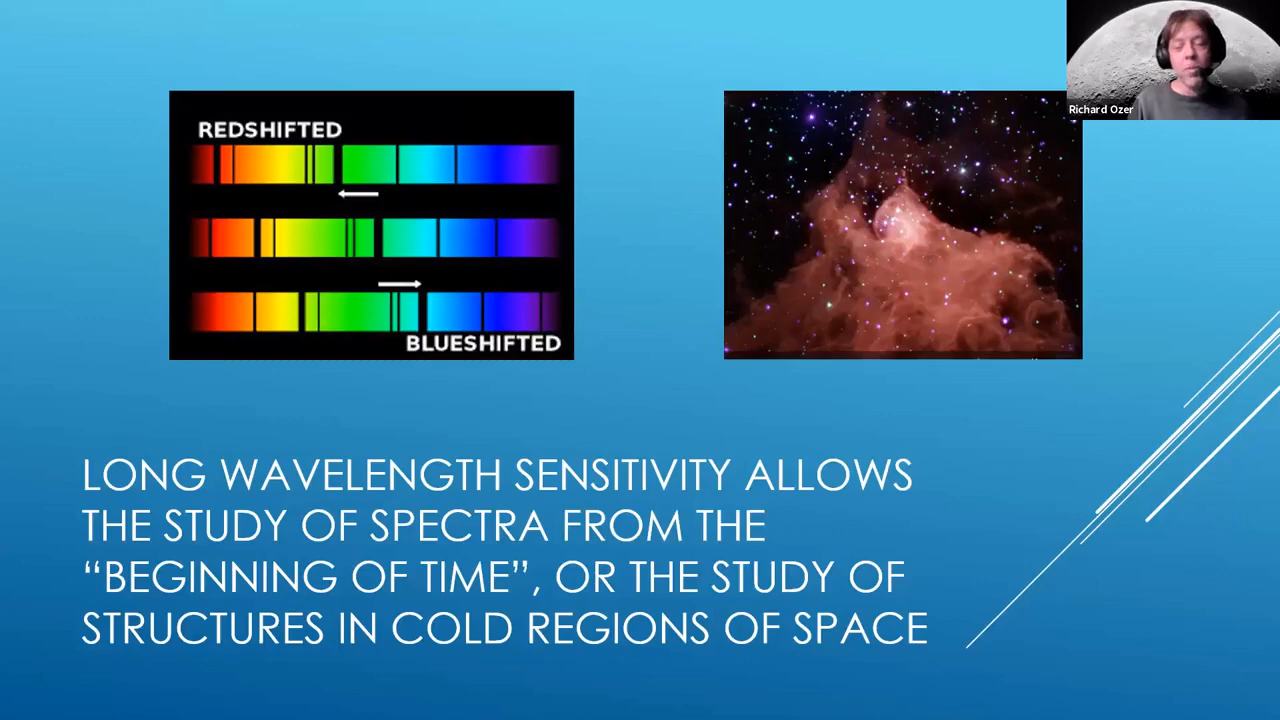 Richard Ozer
REDSHIFTED
BLUESHIFTED
LONG WAVELENGTH SENSITIVITY ALLOWS
THE STUDY OF SPECTRA FROM THE
“BEGINNING OF TIME”, OR THE STUDY OF
STRUCTURES IN COLD REGIONS OF SPACE